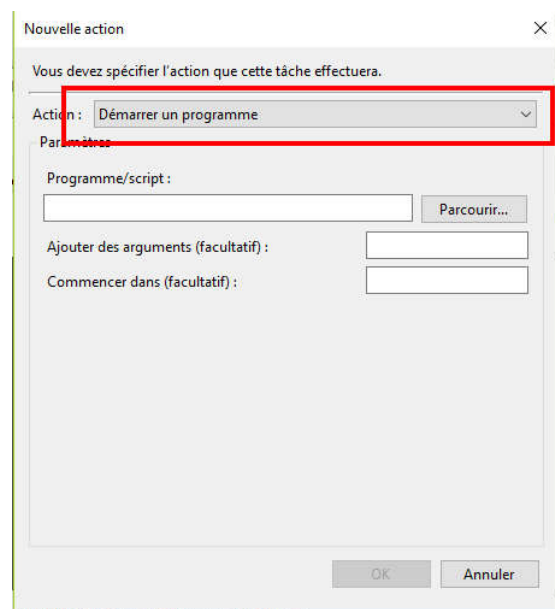 Nouvelle action
Vous devez spécifier l'action que cette tâche effectuera.
Action : Démarrer un programme
Paramètres
Programme/script :
Parcourir...
Ajouter des arguments (facultatif) :
Commencer dans (facultatif) :
OK Annuler